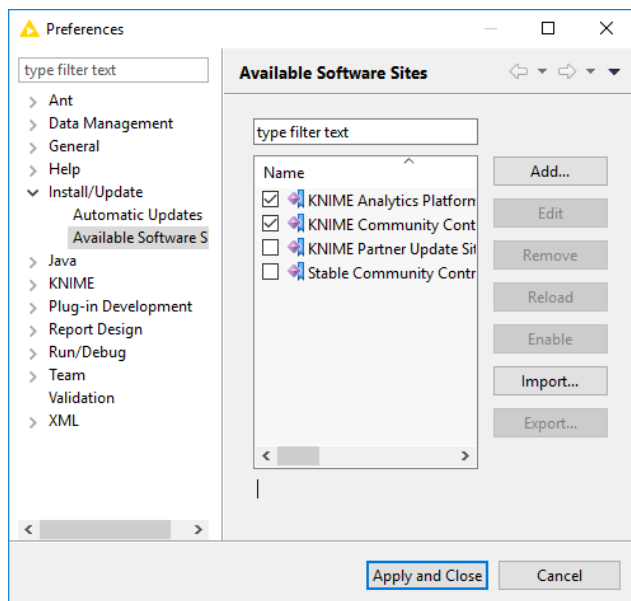 Preferences
type filter text
Ant
Data Management
General
Help
Install/Update
Automatic Updates
Available Software S
Java
KNIME
Plug-in Development
Report Design
Run/Debug
Team
Validation
XML
Available Software Sites
type filter text
Name
KNIME Analytics Platform
KNIME Community Cont
KNIME Partner Update Sit
Stable Community Contr
Add...
Edit
Remove
Reload
Enable
Import...
Export...
Apply and Close
Cancel